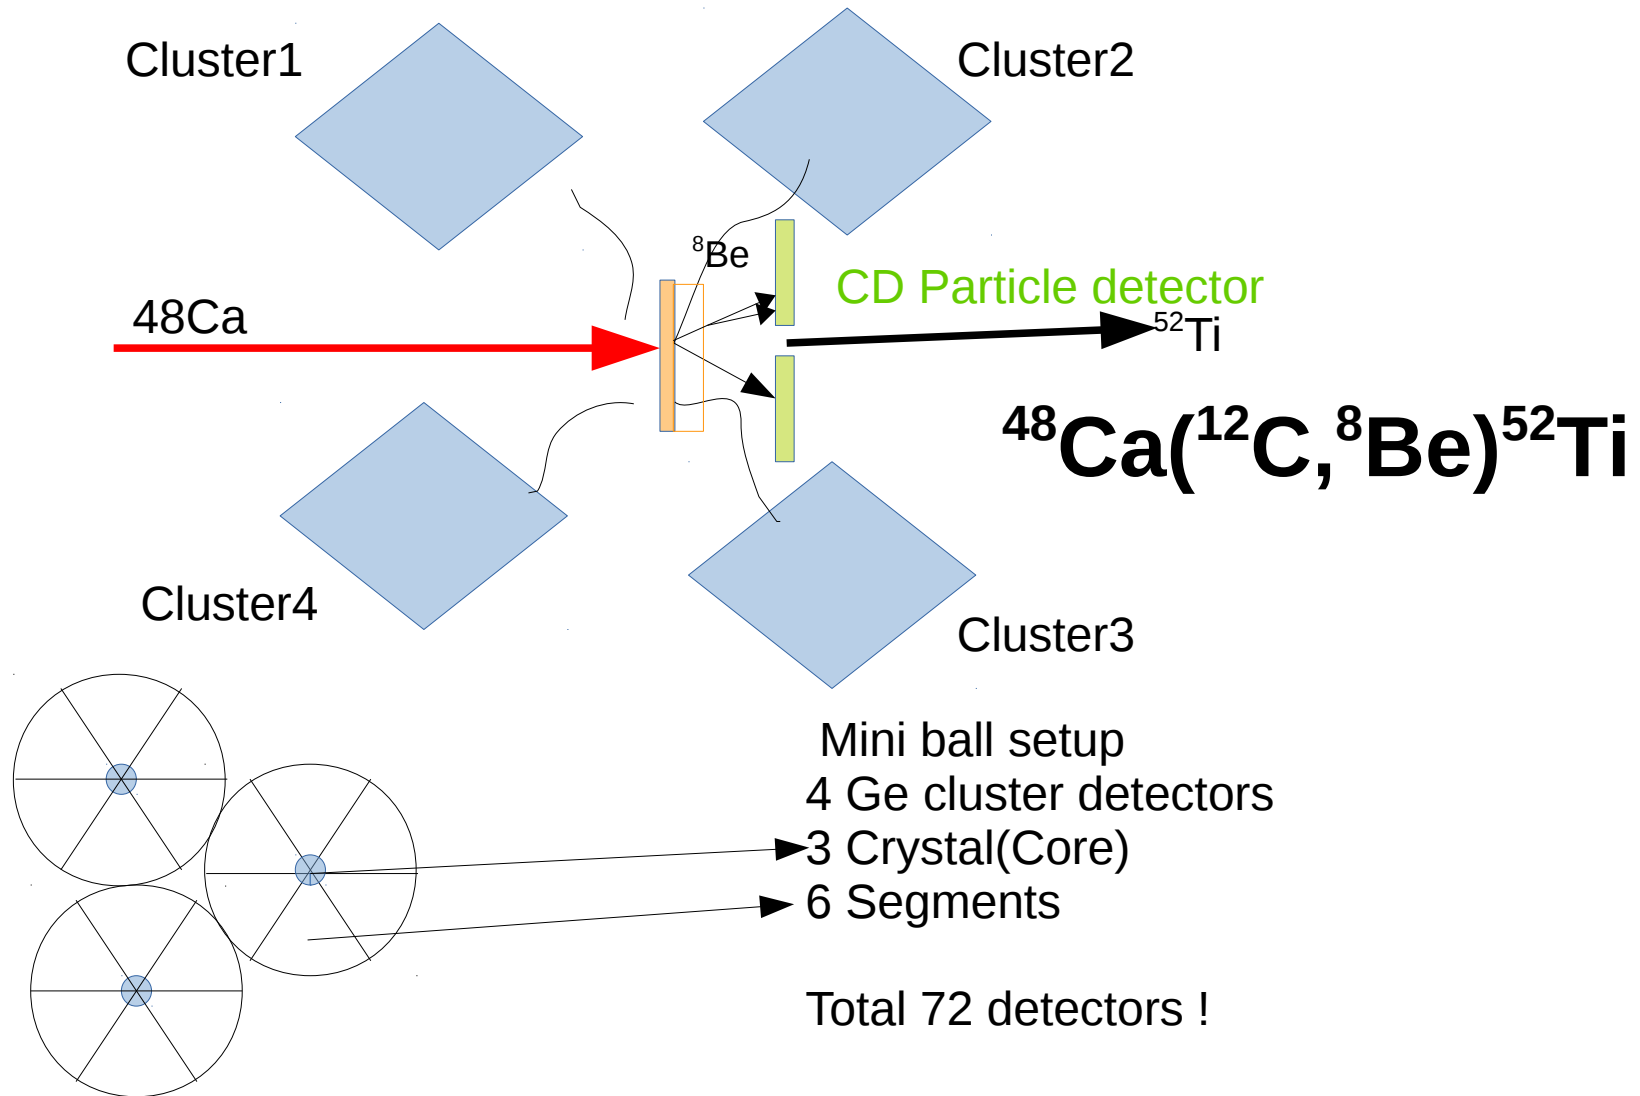 Cluster1
Cluster2
⁸Be
CD Particle detector
48Ca
⁵²Ti
⁴⁸Ca(¹²C,⁸Be)⁵²Ti
Cluster4
Cluster3
Mini ball setup
4 Ge cluster detectors
3 Crystal(Core)
6 Segments
Total 72 detectors !